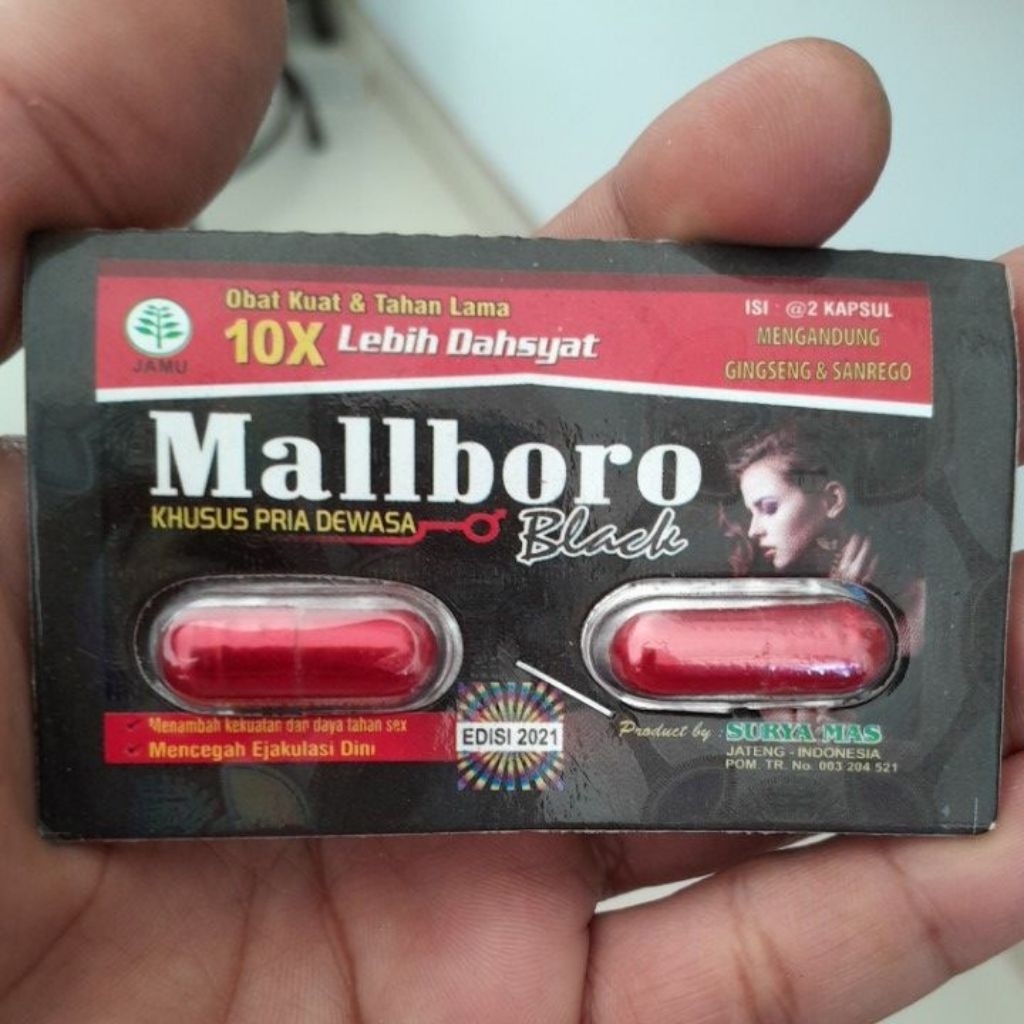 JAMU
Obat Kuat & Tahan Lama
10X Lebih Dahsyat
ISI : @2 KAPSUL
MENGANDUNG
GINGSENG & SANREGO
Mallboro
KHUSUS PRIA DEWASA
Black
Menambah kekuatan dan daya tahan sex
Mencegah Ejakulasi Dini
EDISI 2021
Product by SURYA MAS
JATENG - INDONESIA
POM. TR. No. 003 204 521